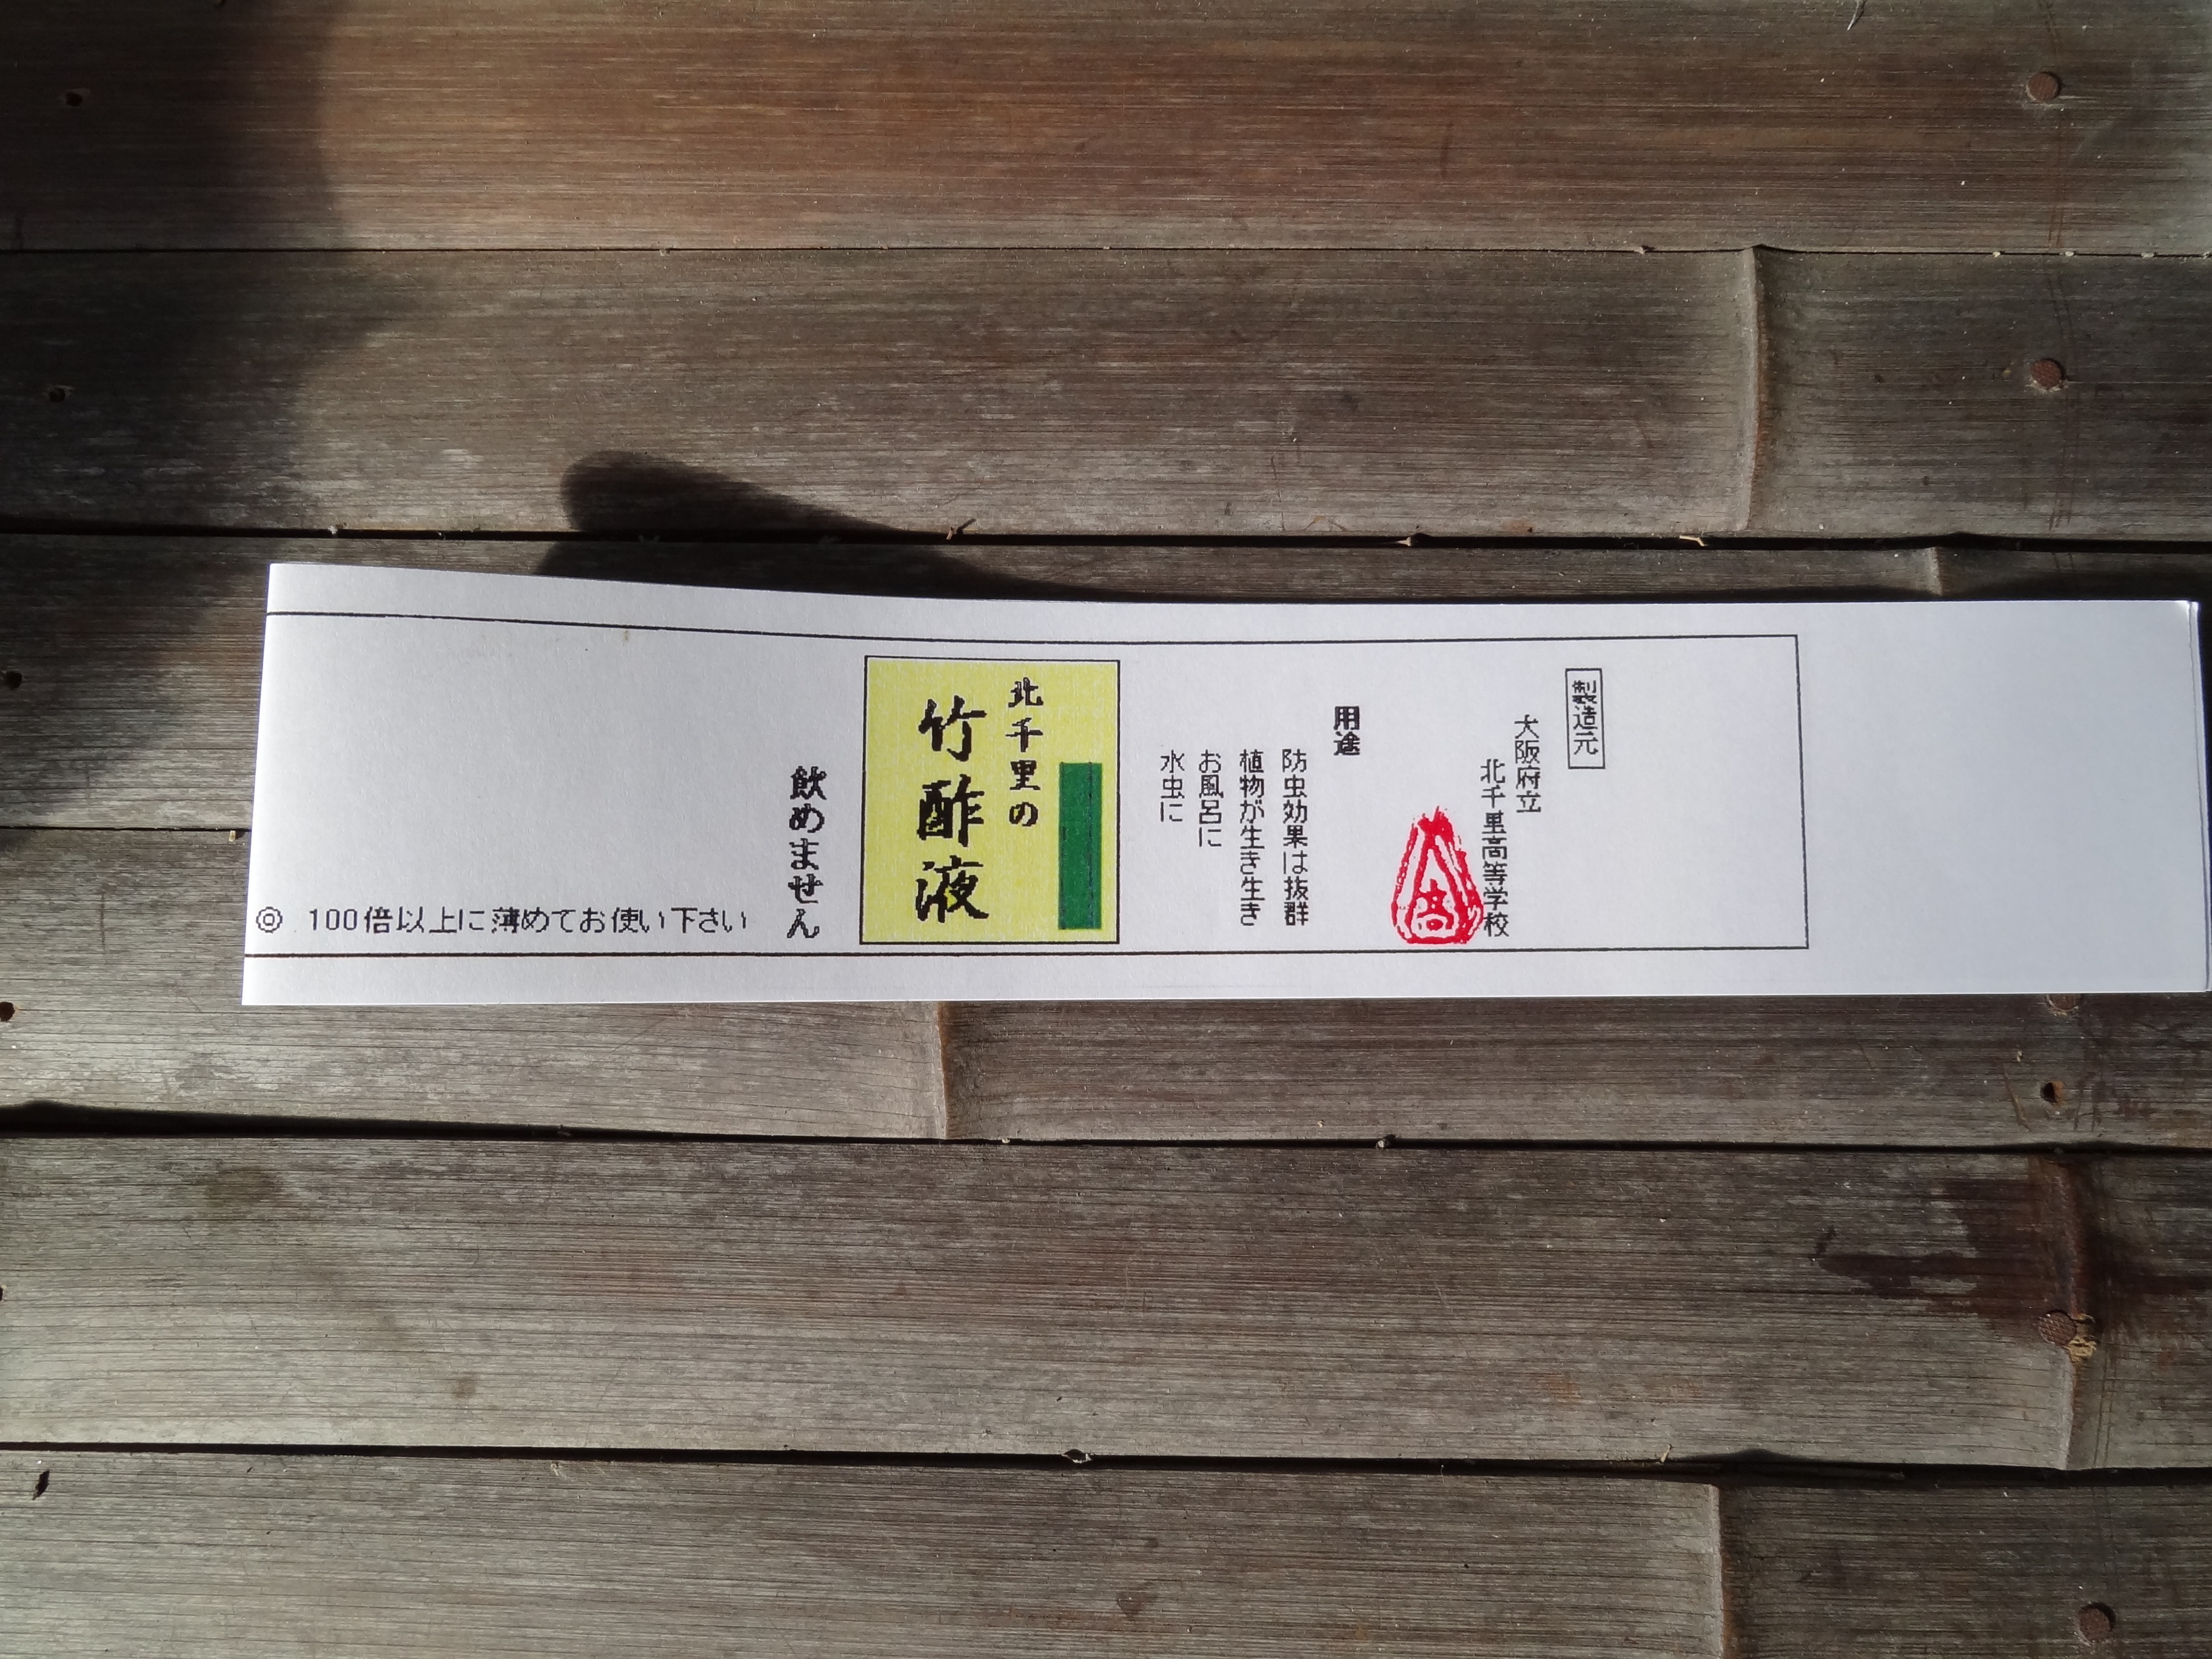 製造元
大阪府立
北千里高等学校
高
用途
防虫効果は抜群
植物が生き生き
お風呂に
水虫に
北千里の
竹酢液
飲めません
◎ 100倍以上に薄めてお使い下さい